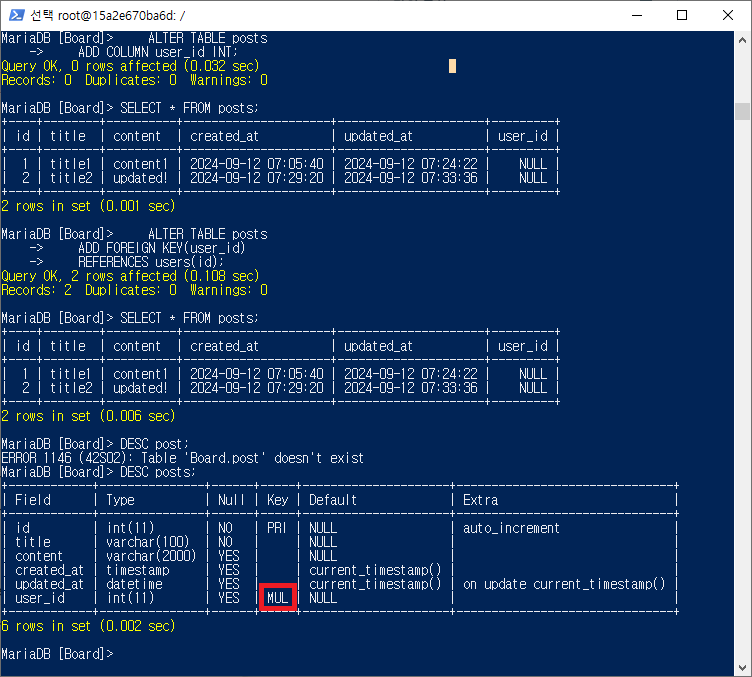 선택 root@15a2e670ba6d: /
MariaDB [Board]>     ALTER TABLE posts
    ->     ADD COLUMN user_id INT;
Query OK, 0 rows affected (0.032 sec)
Records: 0  Duplicates: 0  Warnings: 0
MariaDB [Board]> SELECT * FROM posts;
+----+--------+----------+---------------------+---------------------+---------+
| id | title  | content  | created_at          | updated_at          | user_id |
+----+--------+----------+---------------------+---------------------+---------+
|  1 | title1 | content1 | 2024-09-12 07:05:40 | 2024-09-12 07:24:22 |    NULL |
|  2 | title2 | updated! | 2024-09-12 07:29:20 | 2024-09-12 07:33:36 |    NULL |
+----+--------+----------+---------------------+---------------------+---------+
2 rows in set (0.001 sec)
MariaDB [Board]>     ALTER TABLE posts
    ->     ADD FOREIGN KEY(user_id)
    ->     REFERENCES users(id);
Query OK, 2 rows affected (0.108 sec)
Records: 2  Duplicates: 0  Warnings: 0
MariaDB [Board]> SELECT * FROM posts;
+----+--------+----------+---------------------+---------------------+---------+
| id | title  | content  | created_at          | updated_at          | user_id |
+----+--------+----------+---------------------+---------------------+---------+
|  1 | title1 | content1 | 2024-09-12 07:05:40 | 2024-09-12 07:24:22 |    NULL |
|  2 | title2 | updated! | 2024-09-12 07:29:20 | 2024-09-12 07:33:36 |    NULL |
+----+--------+----------+---------------------+---------------------+---------+
2 rows in set (0.006 sec)
MariaDB [Board]> DESC post;
ERROR 1146 (42S02): Table 'Board.post' doesn't exist
MariaDB [Board]> DESC posts;
+------------+---------------+------+-----+---------------------+-------------------------------+
| Field      | Type          | Null | Key | Default             | Extra                         |
+------------+---------------+------+-----+---------------------+-------------------------------+
| id         | int(11)       | NO   | PRI | NULL                | auto_increment                |
| title      | varchar(100)  | NO   |     | NULL                |                               |
| content    | varchar(2000) | YES  |     | NULL                |                               |
| created_at | timestamp     | YES  |     | current_timestamp() |                               |
| updated_at | datetime      | YES  |     | current_timestamp() | on update current_timestamp() |
| user_id    | int(11)       | YES  | MUL | NULL                |                               |
+------------+---------------+------+-----+---------------------+-------------------------------+
6 rows in set (0.002 sec)
MariaDB [Board]>